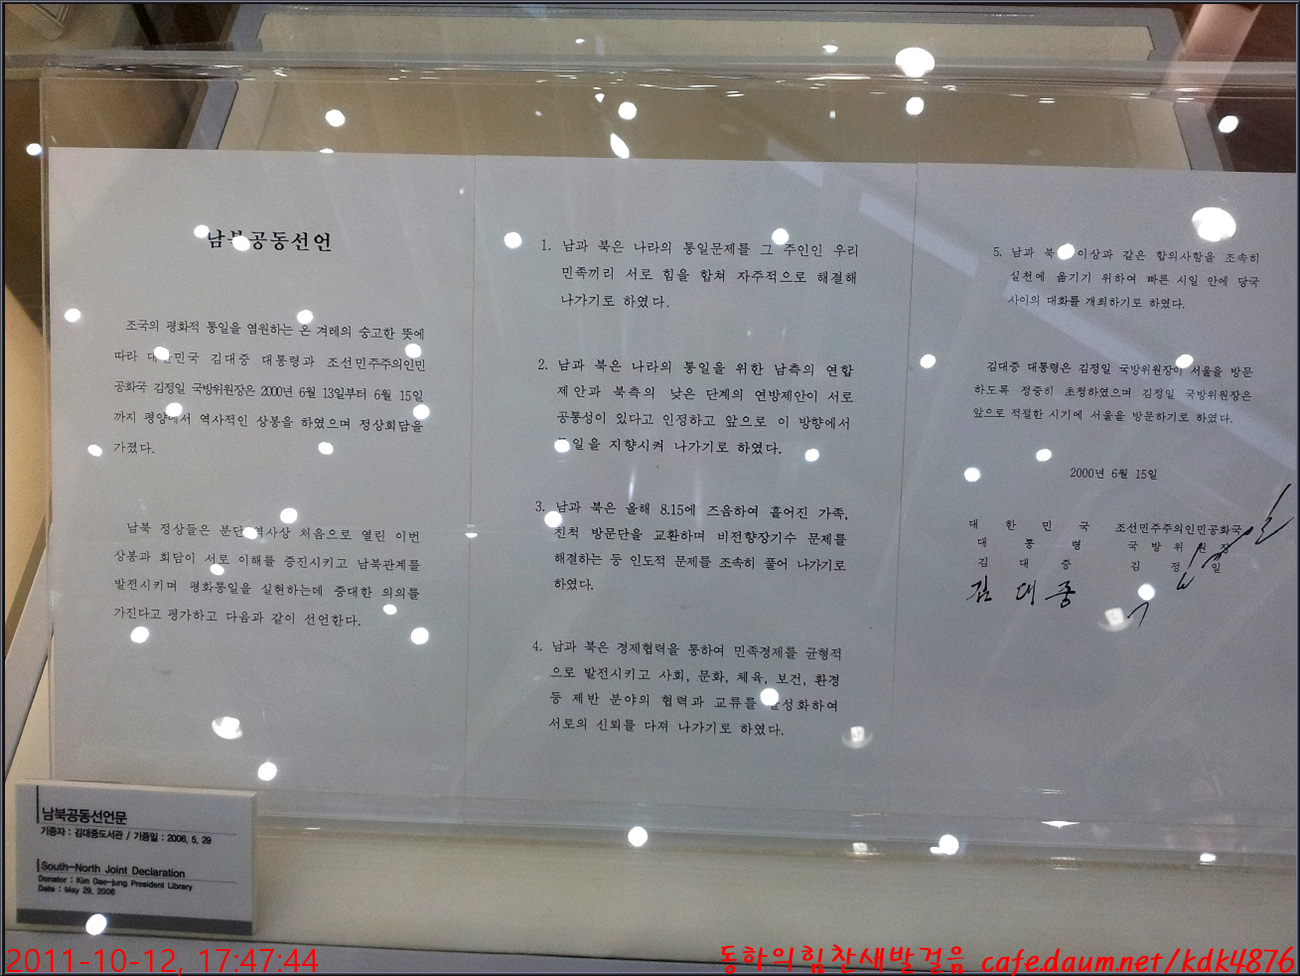 남북공동선언
조국의 평화적 통일을 염원하는 온 겨레의 숭고한 뜻에
따라 대한민국 김대중 대통령과 조선민주주의인민
공화국 김정일 국방위원장은 2000년 6월 13일부터 6월 15일
까지 평양에서 역사적인 상봉을 하였으며 정상회담을
가졌다.
남북 정상들은 분단 역사상 처음으로 열린 이번
상봉과 회담이 서로 이해를 증진시키고 남북관계를
발전시키며 평화통일을 실현하는데 중대한 의의를
가진다고 평가하고 다음과 같이 선언한다.
1. 남과 북은 나라의 통일문제를 그 주인인 우리
민족끼리 서로 힘을 합쳐 자주적으로 해결해
나가기로 하였다.
2. 남과 북은 나라의 통일을 위한 남측의 연합
제안과 북측의 낮은 단계의 연방제안이 서로
공통성이 있다고 인정하고 앞으로 이 방향에서
통일을 지향시켜 나가기로 하였다.
3. 남과 북은 올해 8.15에 즈음하여 흩어진 가족,
친척 방문단을 교환하며 비전향장기수 문제를
해결하는 등 인도적 문제를 조속히 풀어 나가기로
하였다.
4. 남과 북은 경제협력을 통하여 민족경제를 균형적
으로 발전시키고 사회, 문화, 체육, 보건, 환경
등 제반 분야의 협력과 교류를 활성화하여
서로의 신뢰를 다져 나가기로 하였다.
5. 남과 북은 이상과 같은 합의사항을 조속히
실천에 옮기기 위하여 빠른 시일 안에 당국
사이의 대화를 개최하기로 하였다.
김대중 대통령은 김정일 국방위원장이 서울을 방문
하도록 정중히 초청하였으며 김정일 국방위원장은
앞으로 적절한 시기에 서울을 방문하기로 하였다.
2000년 6월 15일
대 한 민 국 조선민주주의인민공화국
대 통 령 국 방 위 원 장
김 대 중 김 정 일
김 대중
남북공동선언문
기증자 : 김대중도서관 / 기증일 : 2006. 5. 29
South-North Joint Declaration
Donator : Kim Dae-jung President Library
Date : May 29, 2006
2011-10-12, 17:47:44
동하의힘찬새발걸음 cafe.daum.net/kdk4876